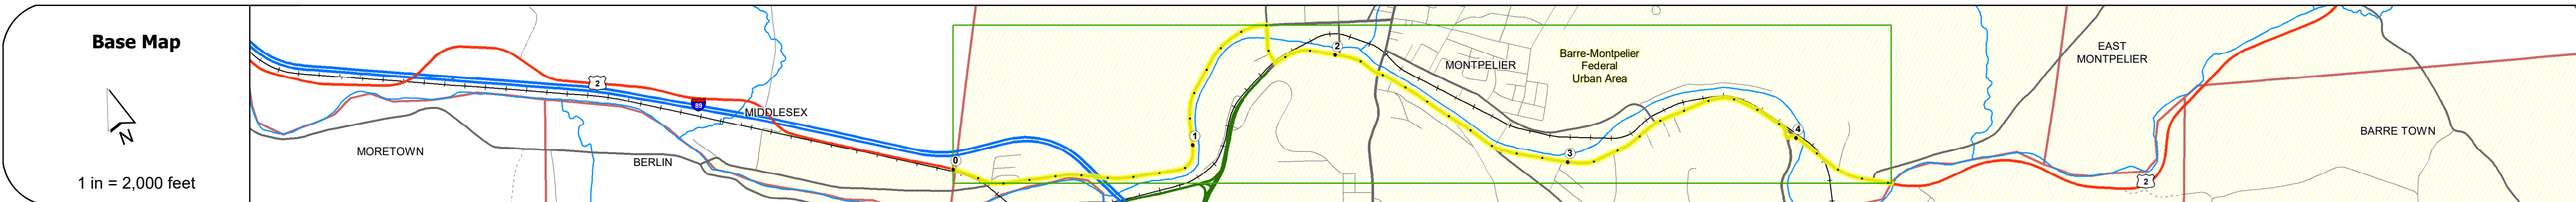 Base Map
N
1 in = 2,000 feet
2
89
MIDDLESEX
MORETOWN
BERLIN
0
1
2
MONTPELIER
Barre-Montpelier
Federal
Urban Area
3
4
EAST
MONTPELIER
2
BARRE TOWN